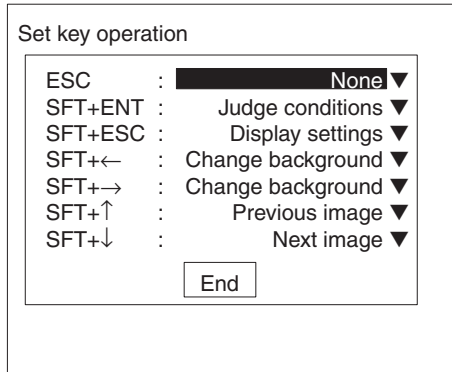 Set key operation
ESC : None ▼
SFT+ENT : Judge conditions ▼
SFT+ESC : Display settings ▼
SFT+← : Change background ▼
SFT+→ : Change background ▼
SFT+↑ : Previous image ▼
SFT+↓ : Next image ▼
End